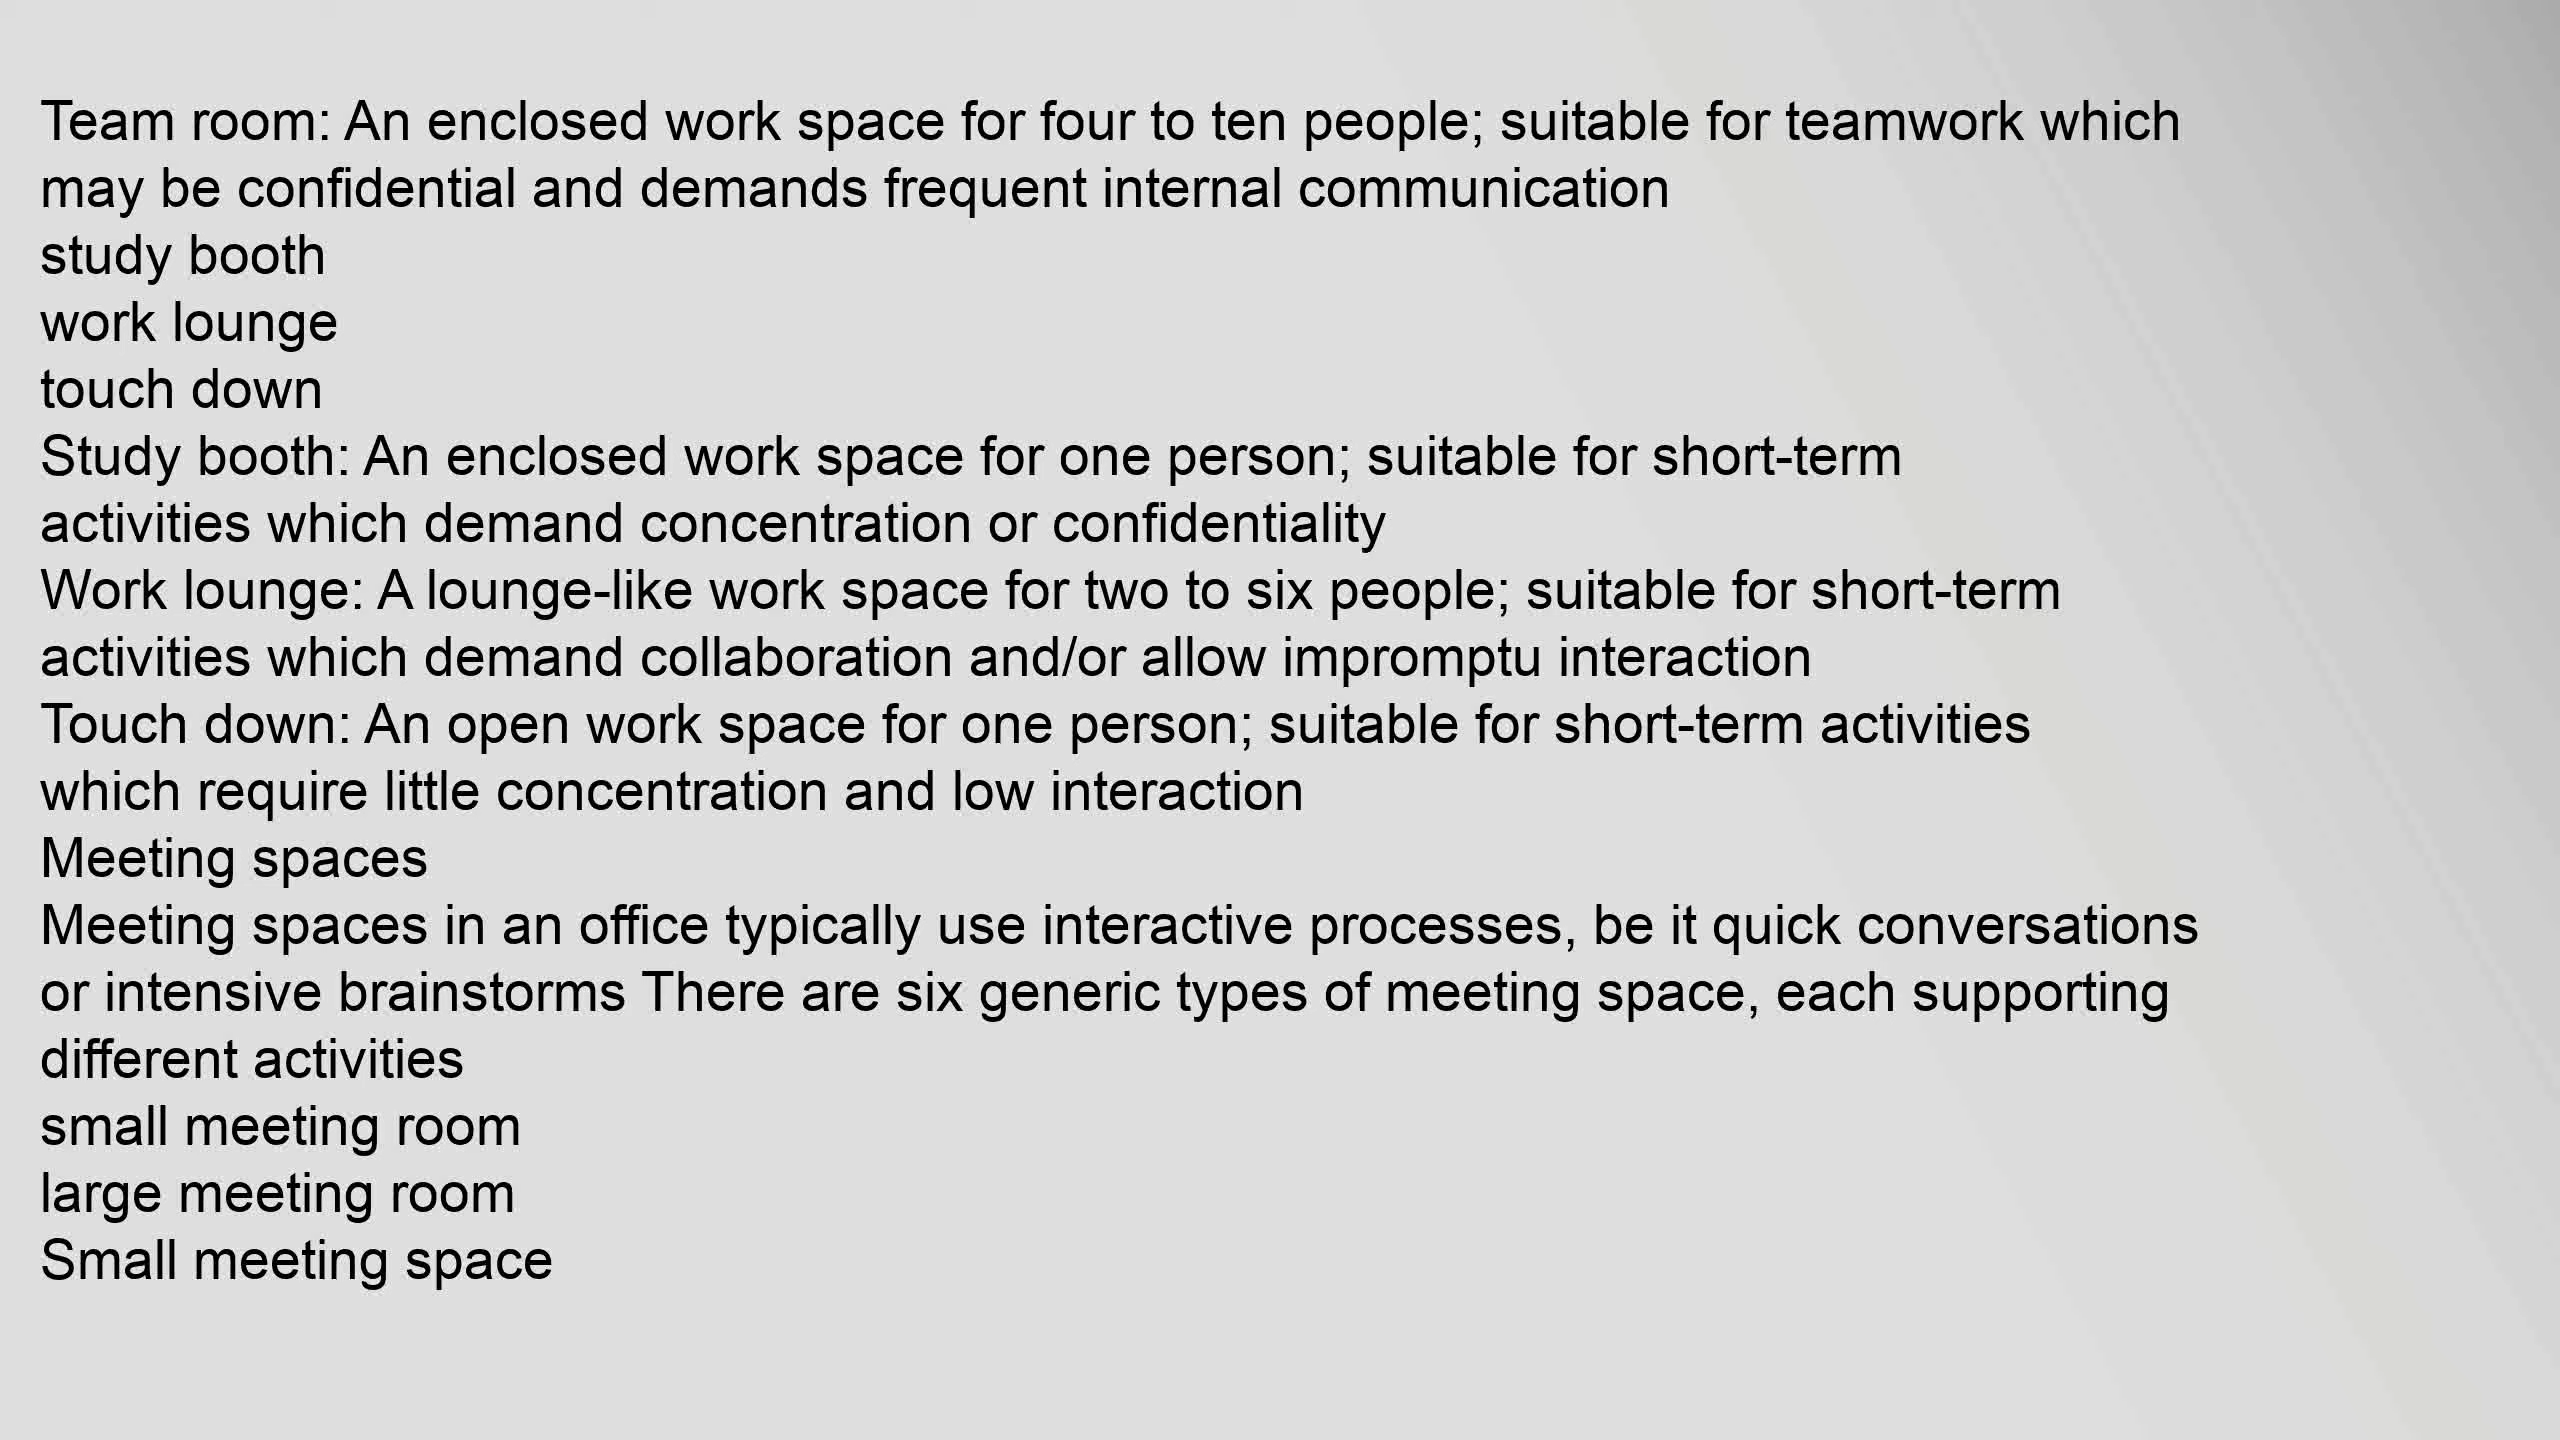 Team room: An enclosed work space for four to ten people; suitable for teamwork which
may be confidential and demands frequent internal communication
study booth
work lounge
touch down
Study booth: An enclosed work space for one person; suitable for short-term
activities which demand concentration or confidentiality
Work lounge: A lounge-like work space for two to six people; suitable for short-term
activities which demand collaboration and/or allow impromptu interaction
Touch down: An open work space for one person; suitable for short-term activities
which require little concentration and low interaction
Meeting spaces
Meeting spaces in an office typically use interactive processes, be it quick conversations
or intensive brainstorms There are six generic types of meeting space, each supporting
different activities
small meeting room
large meeting room
Small meeting space